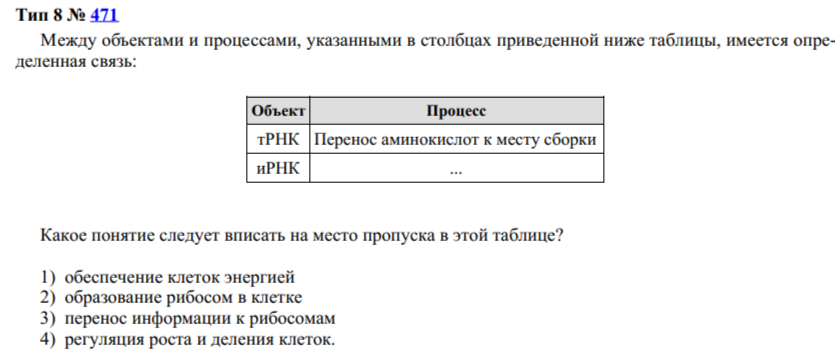 Тип 8 № 471
Между объектами и процессами, указанными в столбцах приведенной ниже таблицы, имеется опре-
деленная связь:
Объект Процесс
тРНК Перенос аминокислот к месту сборки
иРНК ...
Какое понятие следует вписать на место пропуска в этой таблице?
1) обеспечение клеток энергией
2) образование рибосом в клетке
3) перенос информации к рибосомам
4) регуляция роста и деления клеток.